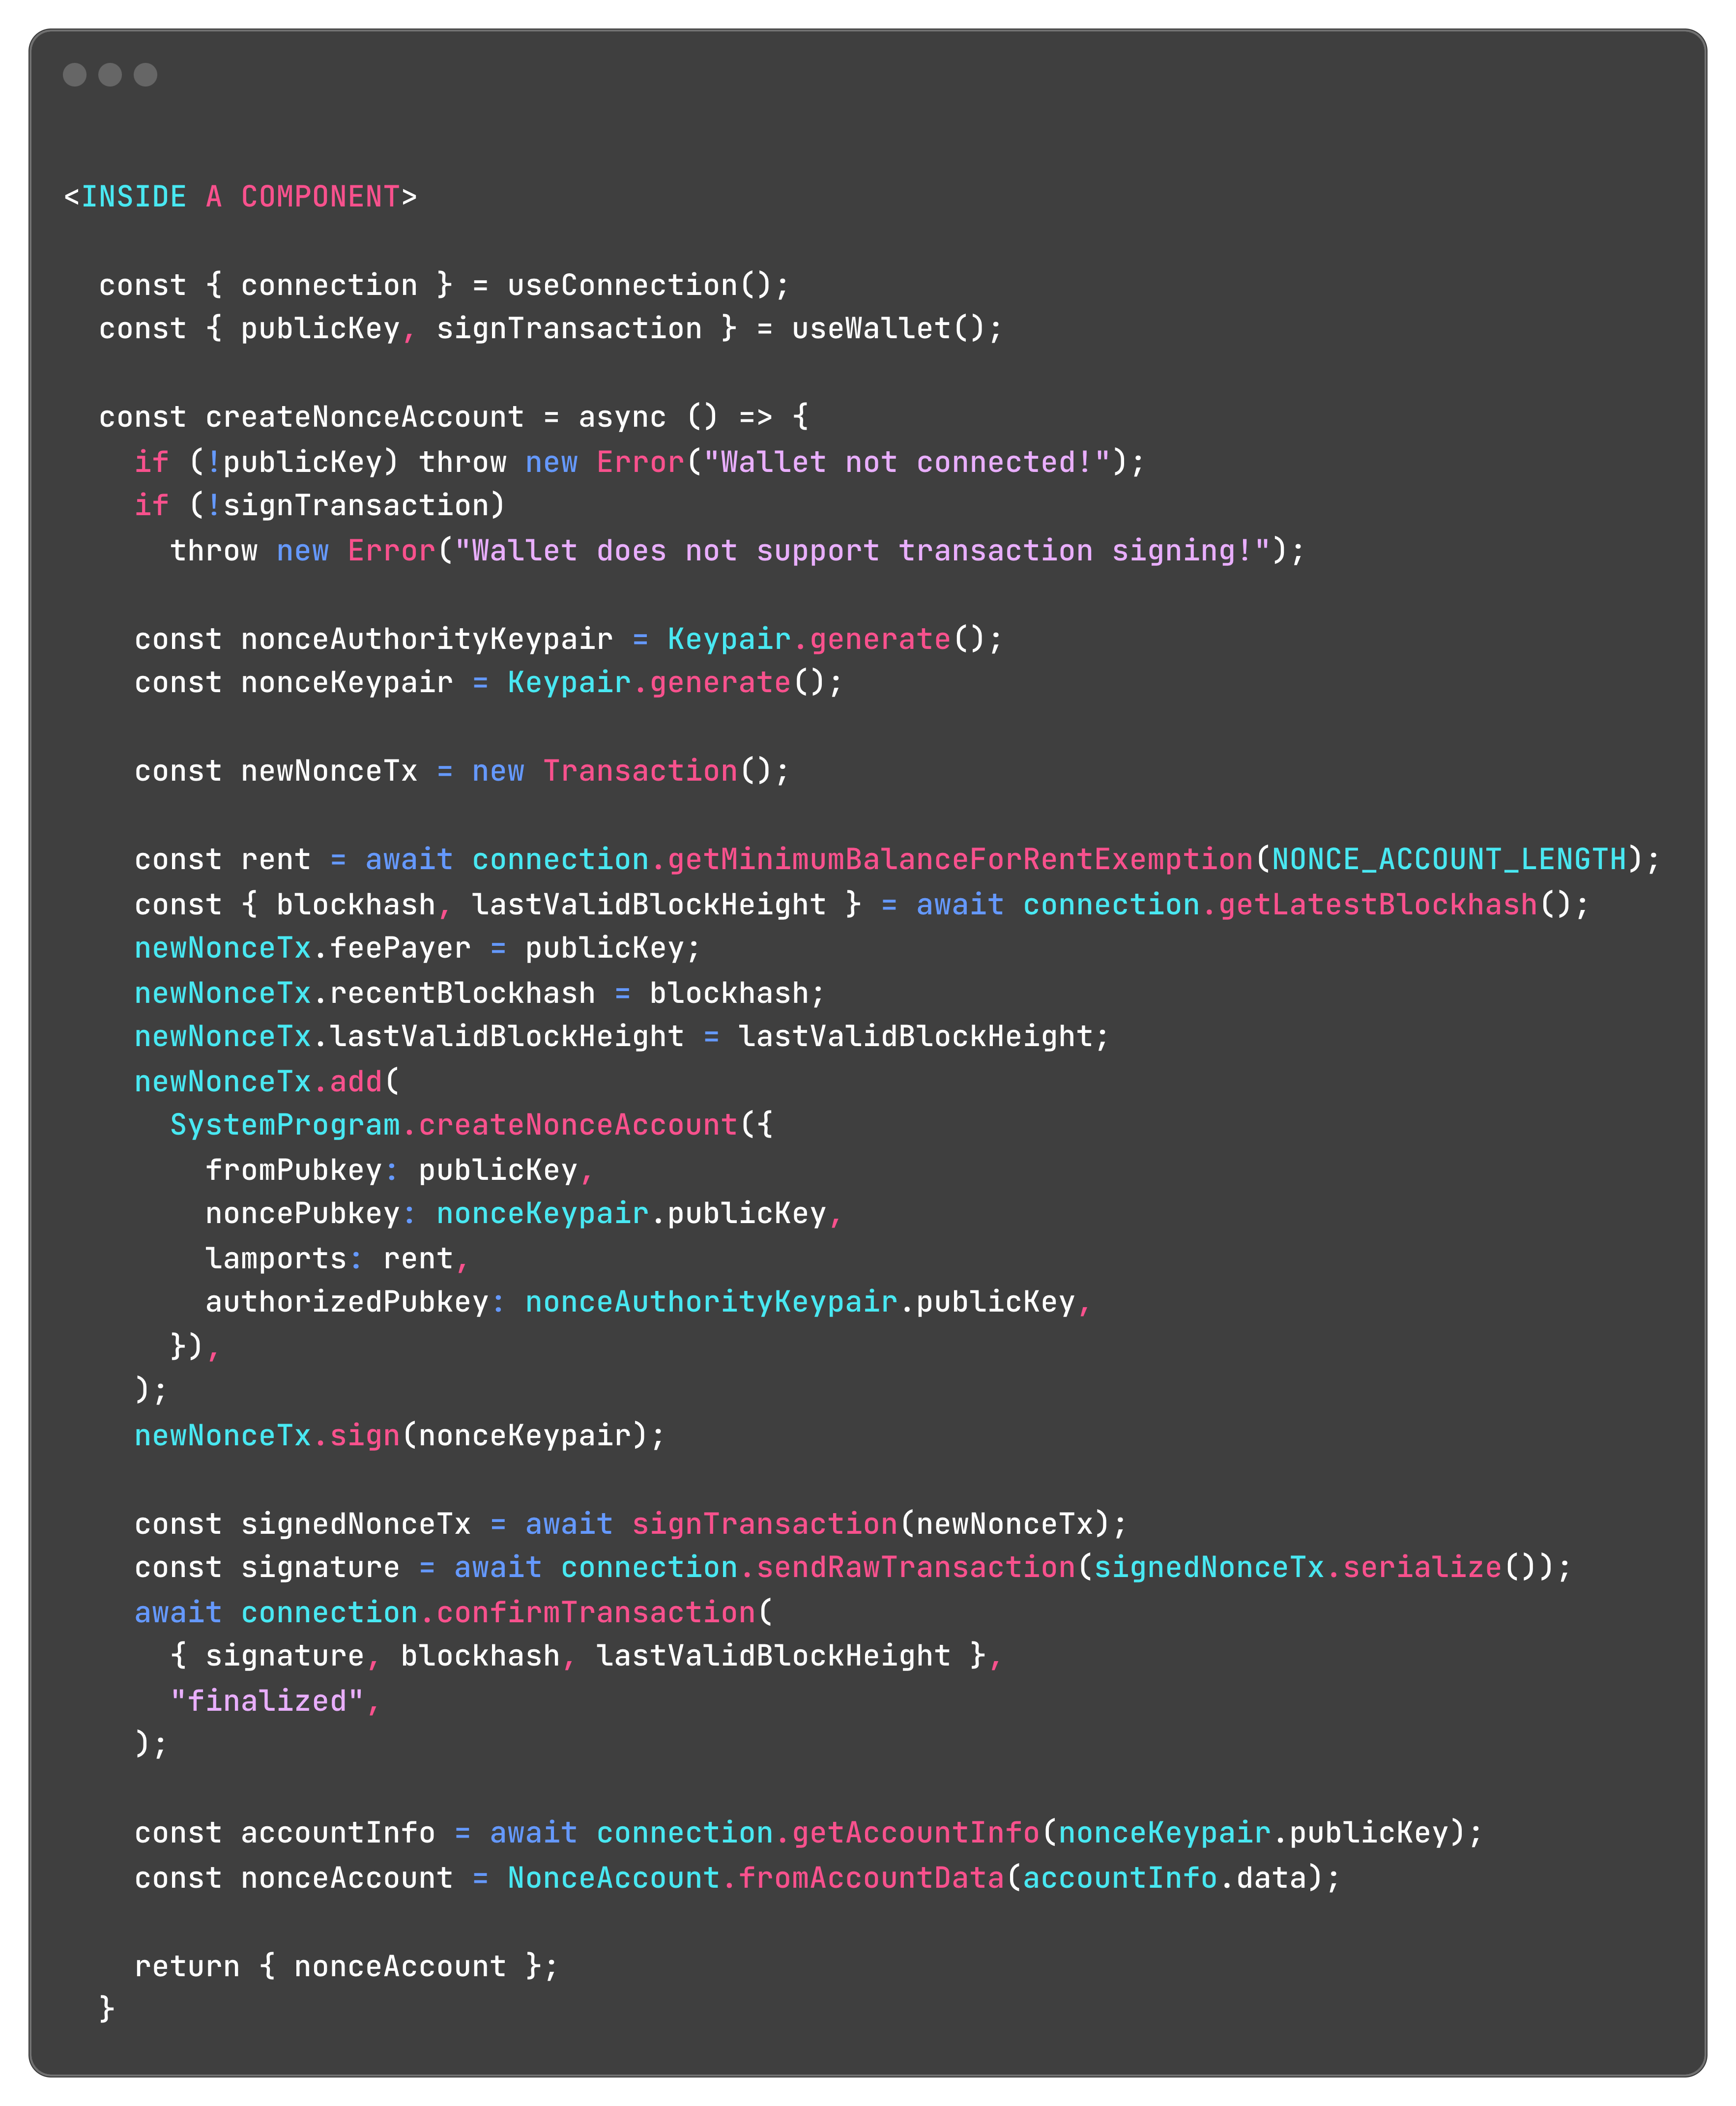 <INSIDE A COMPONENT>
const { connection } = useConnection();
const { publicKey, signTransaction } = useWallet();
const createNonceAccount = async () => {
if (!publicKey) throw new Error("Wallet not connected!");
if (!signTransaction)
throw new Error("Wallet does not support transaction signing!");
const nonceAuthorityKeypair = Keypair.generate();
const nonceKeypair = Keypair.generate();
const newNonceTx = new Transaction();
const rent = await connection.getMinimumBalanceForRentExemption(NONCE_ACCOUNT_LENGTH);
const { blockhash, lastValidBlockHeight } = await connection.getLatestBlockhash();
newNonceTx.feePayer = publicKey;
newNonceTx.recentBlockhash = blockhash;
newNonceTx.lastValidBlockHeight = lastValidBlockHeight;
newNonceTx.add(
SystemProgram.createNonceAccount({
fromPubkey: publicKey,
noncePubkey: nonceKeypair.publicKey,
lamports: rent,
authorizedPubkey: nonceAuthorityKeypair.publicKey,
}),
);
newNonceTx.sign(nonceKeypair);
const signedNonceTx = await signTransaction(newNonceTx);
const signature = await connection.sendRawTransaction(signedNonceTx.serialize());
await connection.confirmTransaction(
{ signature, blockhash, lastValidBlockHeight },
"finalized",
);
const accountInfo = await connection.getAccountInfo(nonceKeypair.publicKey);
const nonceAccount = NonceAccount.fromAccountData(accountInfo.data);
return { nonceAccount };
}